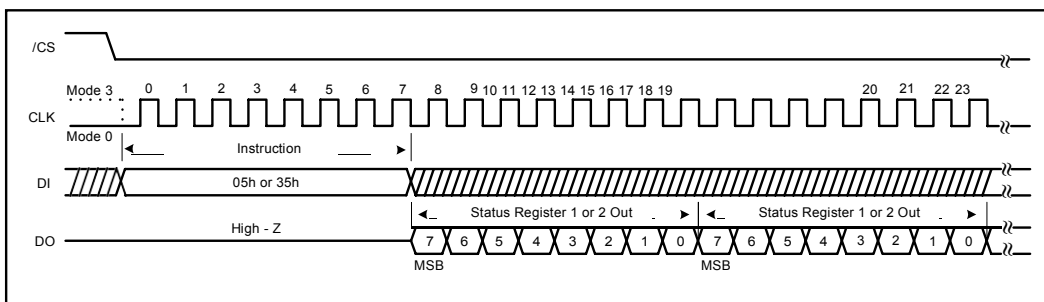 /CS
Mode 3 0 1 2 3 4 5 6 7 8 9 10 11 12 13 14 15 16 17 18 19 20 21 22 23
CLK
Mode 0
Instruction
DI 05h or 35h
Status Register 1 or 2 Out Status Register 1 or 2 Out
High - Z
DO 7 6 5 4 3 2 1 0 7 6 5 4 3 2 1 0
MSB MSB